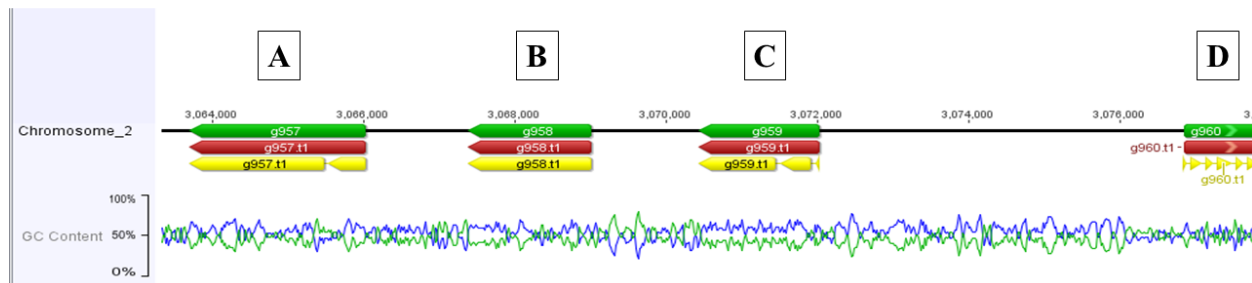 A B C D
3,064,000 3,066,000 3,068,000 3,070,000 3,072,000 3,074,000 3,076,000
Chromosome_2 g957 g958 g959 g960
g957.t1 g958.t1 g959.t1 g960.t1
g957.t1 g958.t1 g959.t1
g960.t1
100%
GC Content 50%
0%